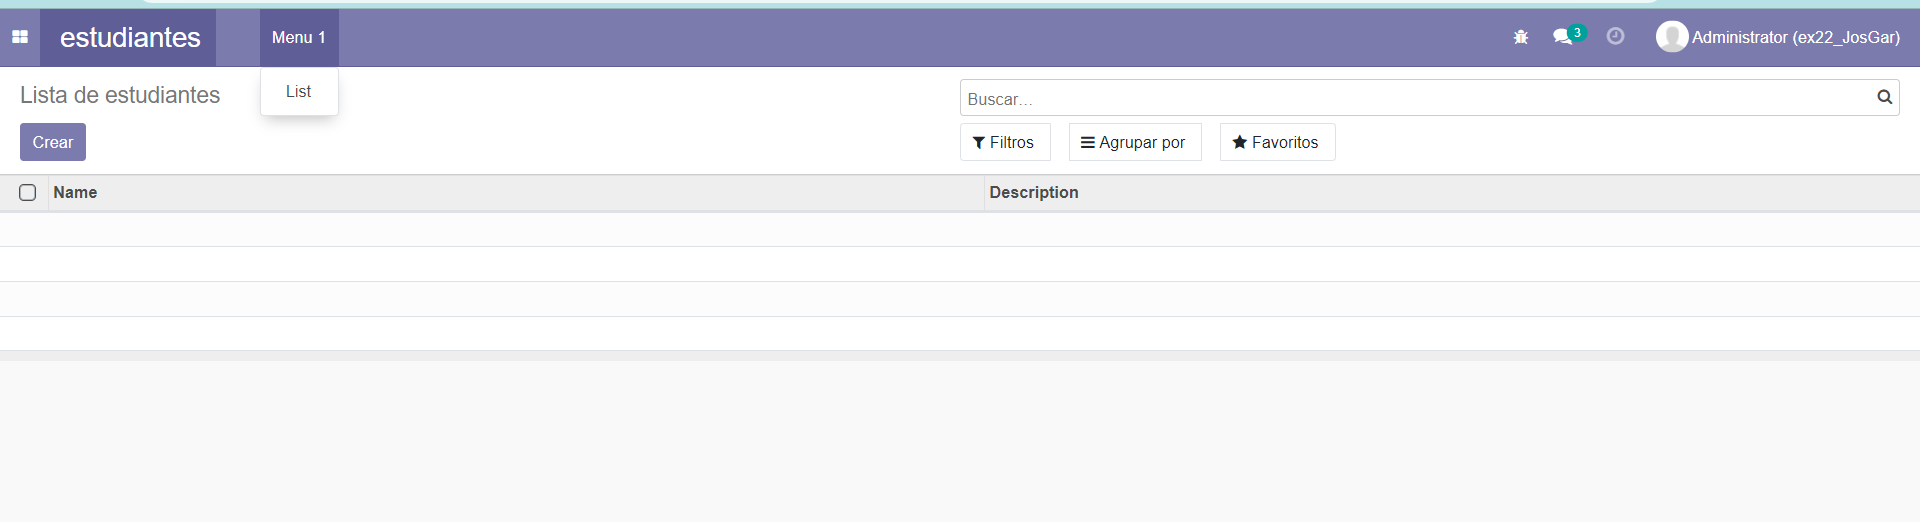 estudiantes Menu 1 3 Administrator (ex22_JosGar)
List
Lista de estudiantes
Buscar...
Crear Filtros Agrupar por Favoritos
Name Description